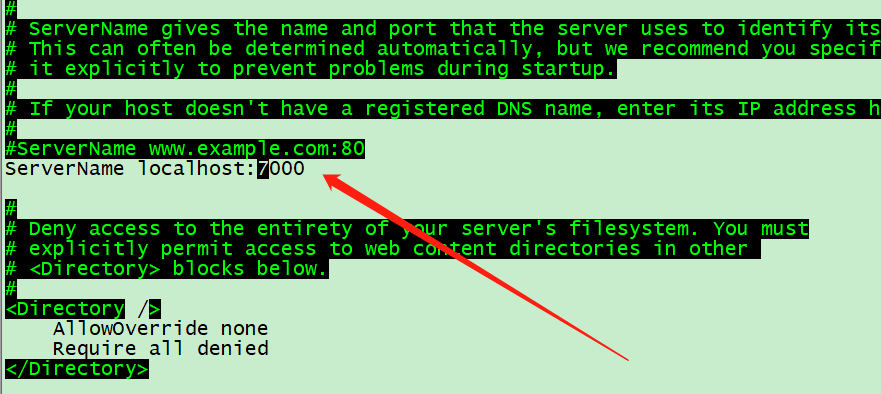 #
# ServerName gives the name and port that the server uses to identify its
# This can often be determined automatically, but we recommend you specif
# it explicitly to prevent problems during startup.
#
# If your host doesn't have a registered DNS name, enter its IP address h
#
#ServerName www.example.com:80
ServerName localhost:7000
#
# Deny access to the entirety of your server's filesystem. You must
# explicitly permit access to web content directories in other
# <Directory> blocks below.
#
<Directory />
    AllowOverride none
    Require all denied
</Directory>